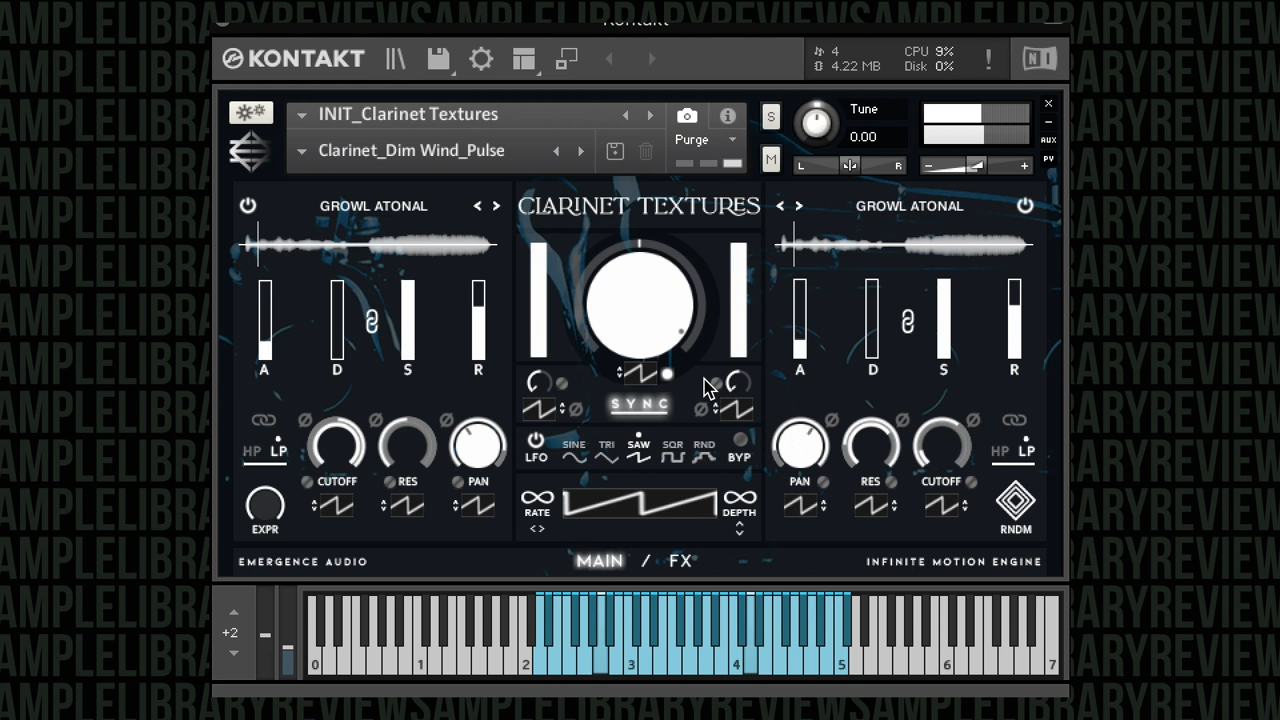 Kontakt
KONTAKT
4
4.22 MB
CPU 9%
Disk 0%
!
NI
INIT_Clarinet Textures
Clarinet_Dim Wind_Pulse
Purge
S
M
Tune
0.00
L R
- +
×
-
AUX
PV
GROWL ATONAL < >
CLARINET TEXTURES
< > GROWL ATONAL
A D S R
A D S R
SYNC
HP LP
CUTOFF RES PAN
EXPR
LFO SINE TRI SAW SQR RND BYP
RATE
< >
DEPTH
PAN RES CUTOFF
HP LP
RNDM
EMERGENCE AUDIO
MAIN / FX
INFINITE MOTION ENGINE
+2
0 1 2 3 4 5 6 7
SAMPLELIBRARYREVIEW